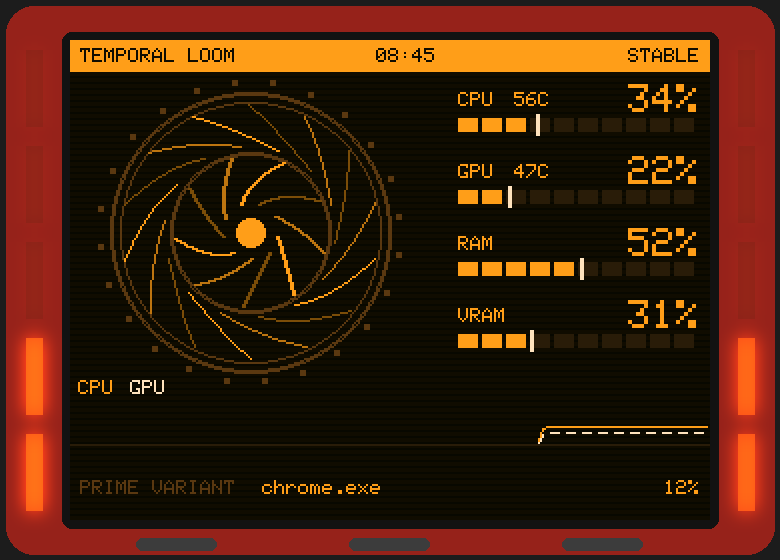 TEMPORAL LOOM 08:45 STABLE
CPU 56C 34%
GPU 47C 22%
RAM 52%
VRAM 31%
CPU GPU
PRIME VARIANT chrome.exe 12%